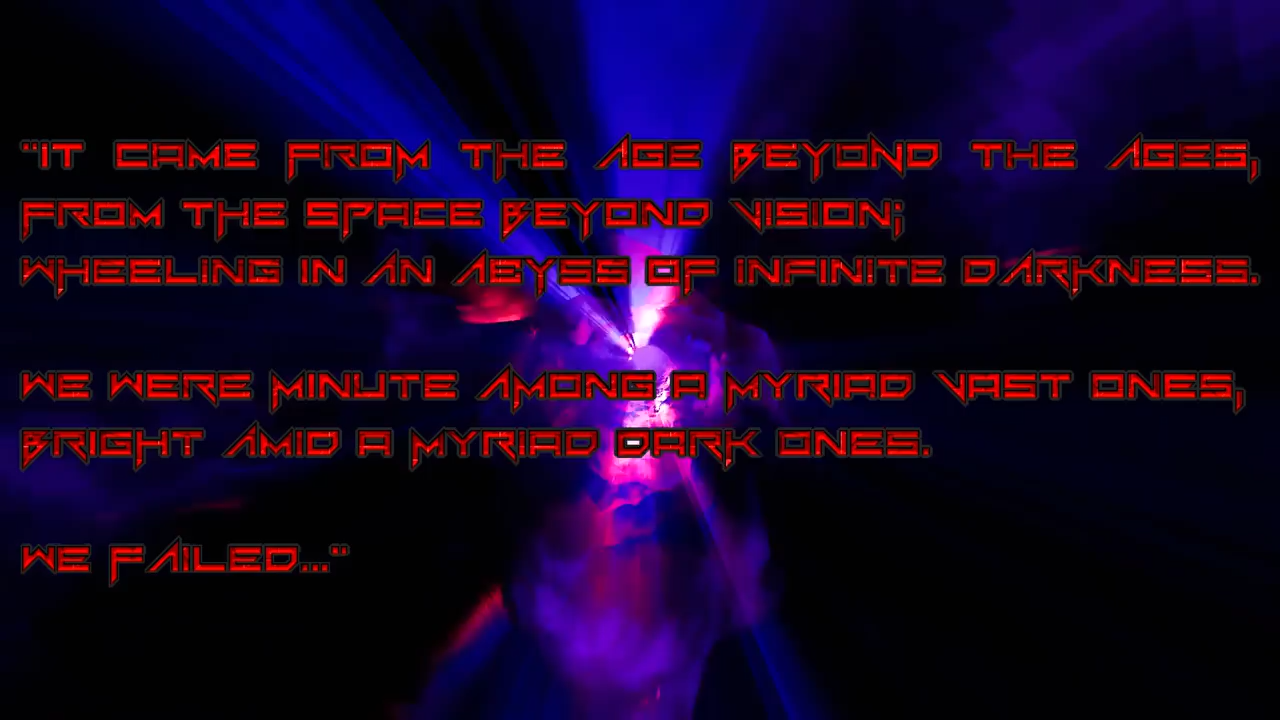 "IT CAME FROM THE AGE BEYOND THE AGES,
FROM THE SPACE BEYOND VISION;
WHEELING IN AN ABYSS OF INFINITE DARKNESS.
WE WERE MINUTE AMONG A MYRIAD VAST ONES,
BRIGHT AMID A MYRIAD DARK ONES.
WE FAILED..."